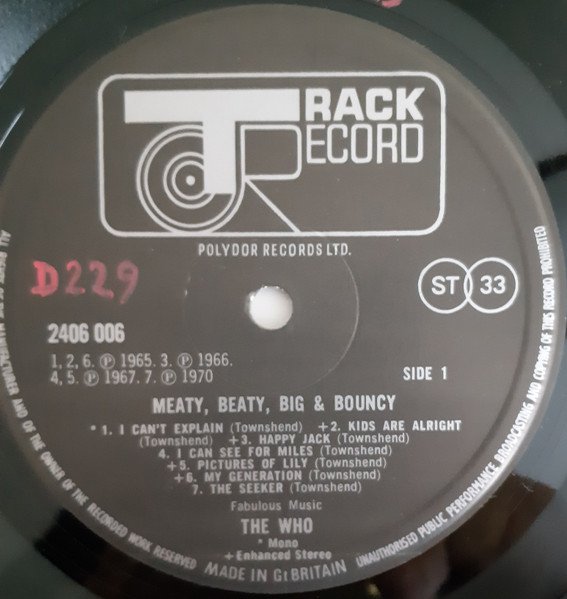 TRACK
RECORD
POLYDOR RECORDS LTD.
D229
ST 33
2406 006
1, 2, 6. ℗ 1965. 3. ℗ 1966.
4, 5. ℗ 1967. 7. ℗ 1970
SIDE 1
MEATY, BEATY, BIG & BOUNCY
* 1. I CAN'T EXPLAIN (Townshend) +2. KIDS ARE ALRIGHT
(Townshend) +3. HAPPY JACK (Townshend)
4. I CAN SEE FOR MILES (Townshend)
+5. PICTURES OF LILY (Townshend)
+6. MY GENERATION (Townshend)
7. THE SEEKER (Townshend)
Fabulous Music
THE WHO
* Mono
+Enhanced Stereo
MANUFACTURER AND OF THE OWNER OF THE RECORDED WORK RESERVED
MADE IN Gt BRITAIN
UNAUTHORISED PUBLIC PERFORMANCE, BROADCASTING AND COPYING OF THIS RECORD PROHIBITED